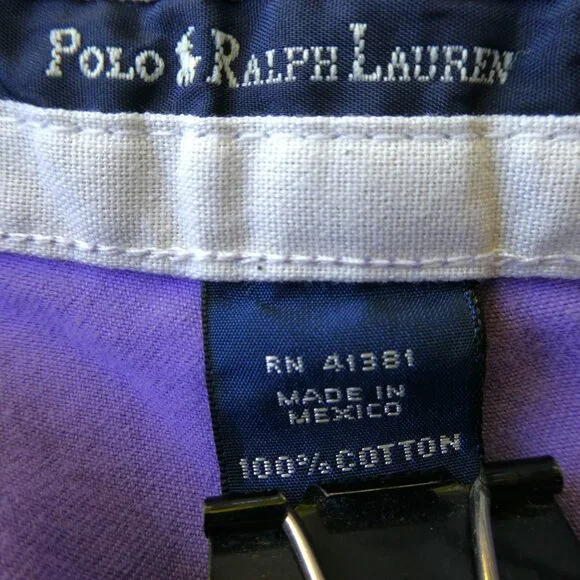 POLO RALPH LAUREN
RN 41381
MADE IN
MEXICO
100% COTTON